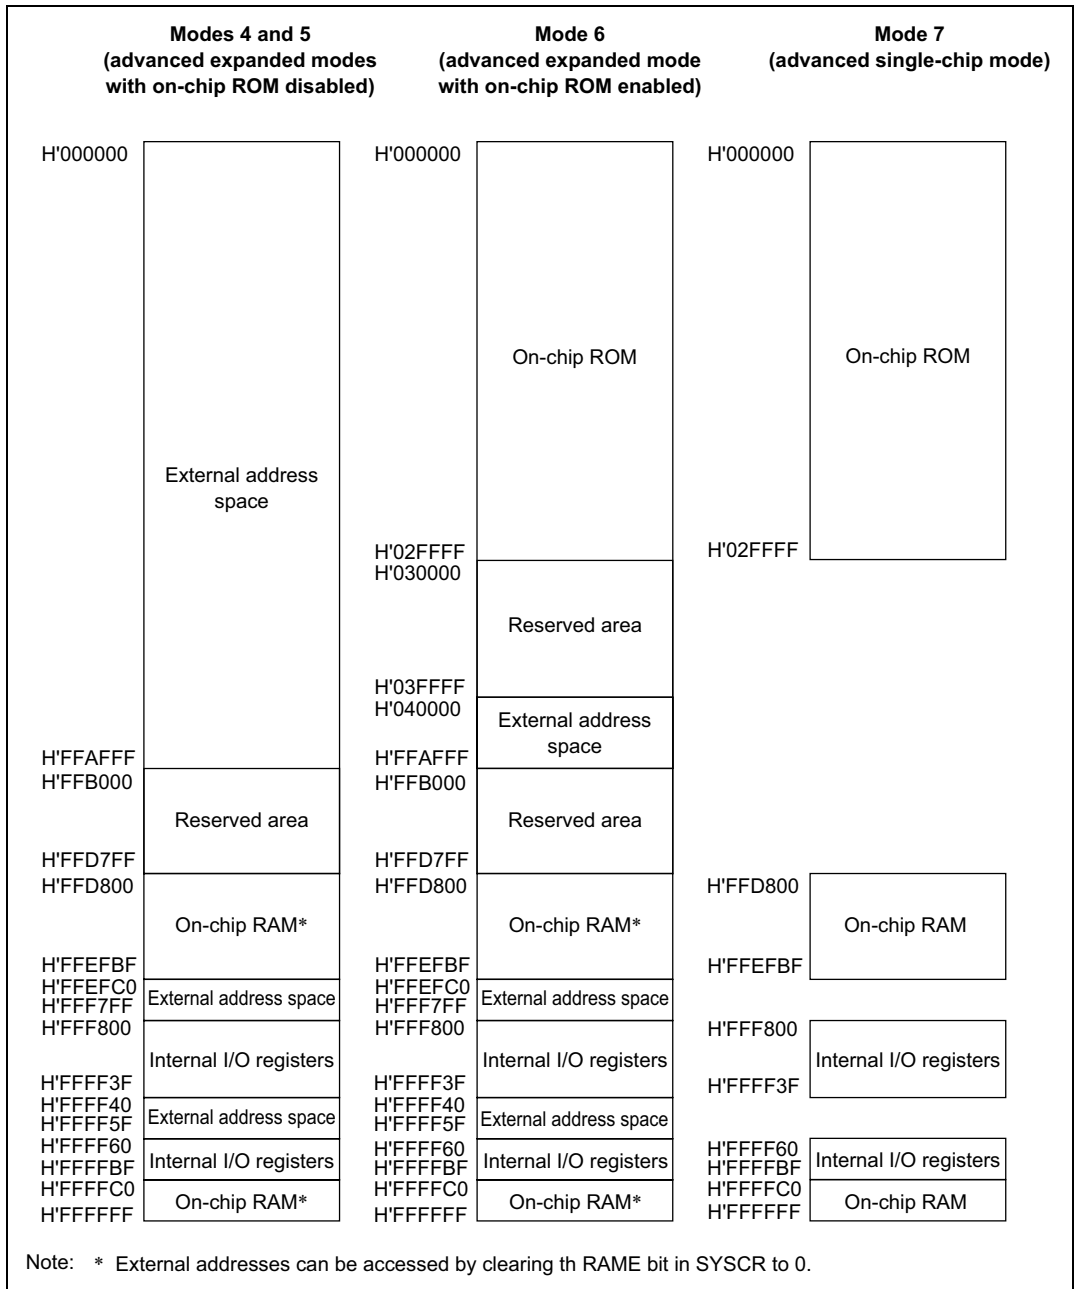 Modes 4 and 5
(advanced expanded modes
with on-chip ROM disabled)
Mode 6
(advanced expanded mode
with on-chip ROM enabled)
Mode 7
(advanced single-chip mode)
H'000000
External address
space
H'FFAFFF
H'FFB000
Reserved area
H'FFD7FF
H'FFD800
On-chip RAM*
H'FFEFBF
H'FFEFC0
External address space
H'FFF7FF
H'FFF800
Internal I/O registers
H'FFFF3F
H'FFFF40
External address space
H'FFFF5F
H'FFFF60
Internal I/O registers
H'FFFFBF
H'FFFFC0
On-chip RAM*
H'FFFFFF
H'000000
On-chip ROM
H'02FFFF
H'030000
Reserved area
H'03FFFF
H'040000
External address
space
H'FFAFFF
H'FFB000
Reserved area
H'FFD7FF
H'FFD800
On-chip RAM*
H'FFEFBF
H'FFEFC0
External address space
H'FFF7FF
H'FFF800
Internal I/O registers
H'FFFF3F
H'FFFF40
External address space
H'FFFF5F
H'FFFF60
Internal I/O registers
H'FFFFBF
H'FFFFC0
On-chip RAM*
H'FFFFFF
H'000000
On-chip ROM
H'02FFFF
H'FFD800
On-chip RAM
H'FFEFBF
H'FFF800
Internal I/O registers
H'FFFF3F
H'FFFF60
Internal I/O registers
H'FFFFBF
H'FFFFC0
On-chip RAM
H'FFFFFF
Note: * External addresses can be accessed by clearing th RAME bit in SYSCR to 0.